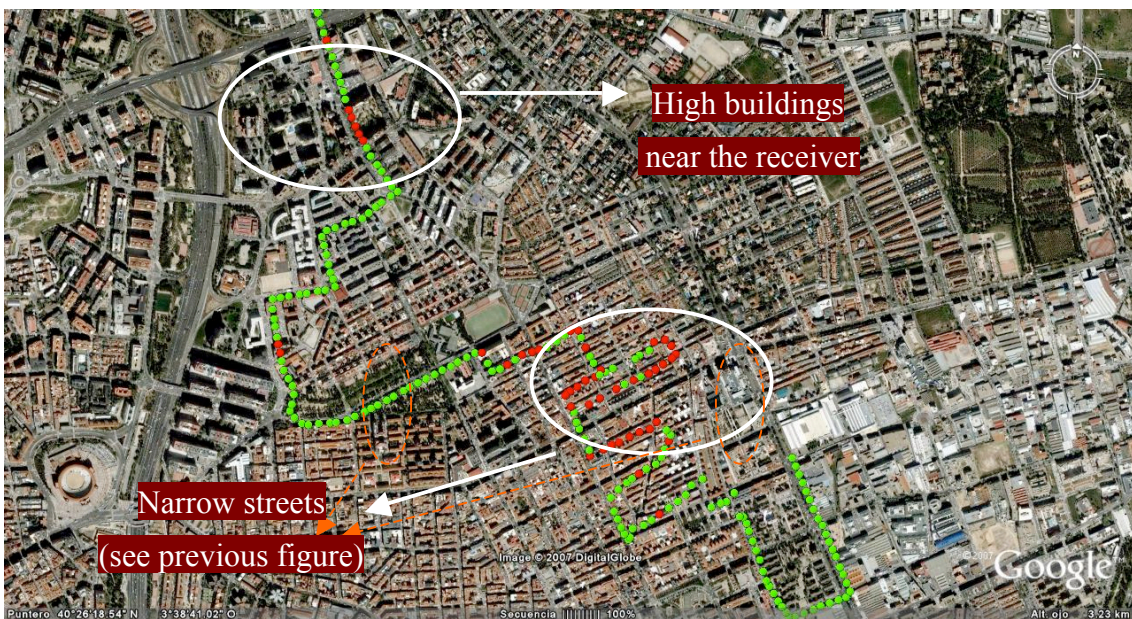 High buildings
near the receiver
Narrow streets
(see previous figure)
Image © 2007 DigitalGlobe
© 2007
Google
Puntero 40°26'18.54" N 3°38'41.02" O
Secuencia |||||||||| 100%
Alt. ojo 3.23 km
N